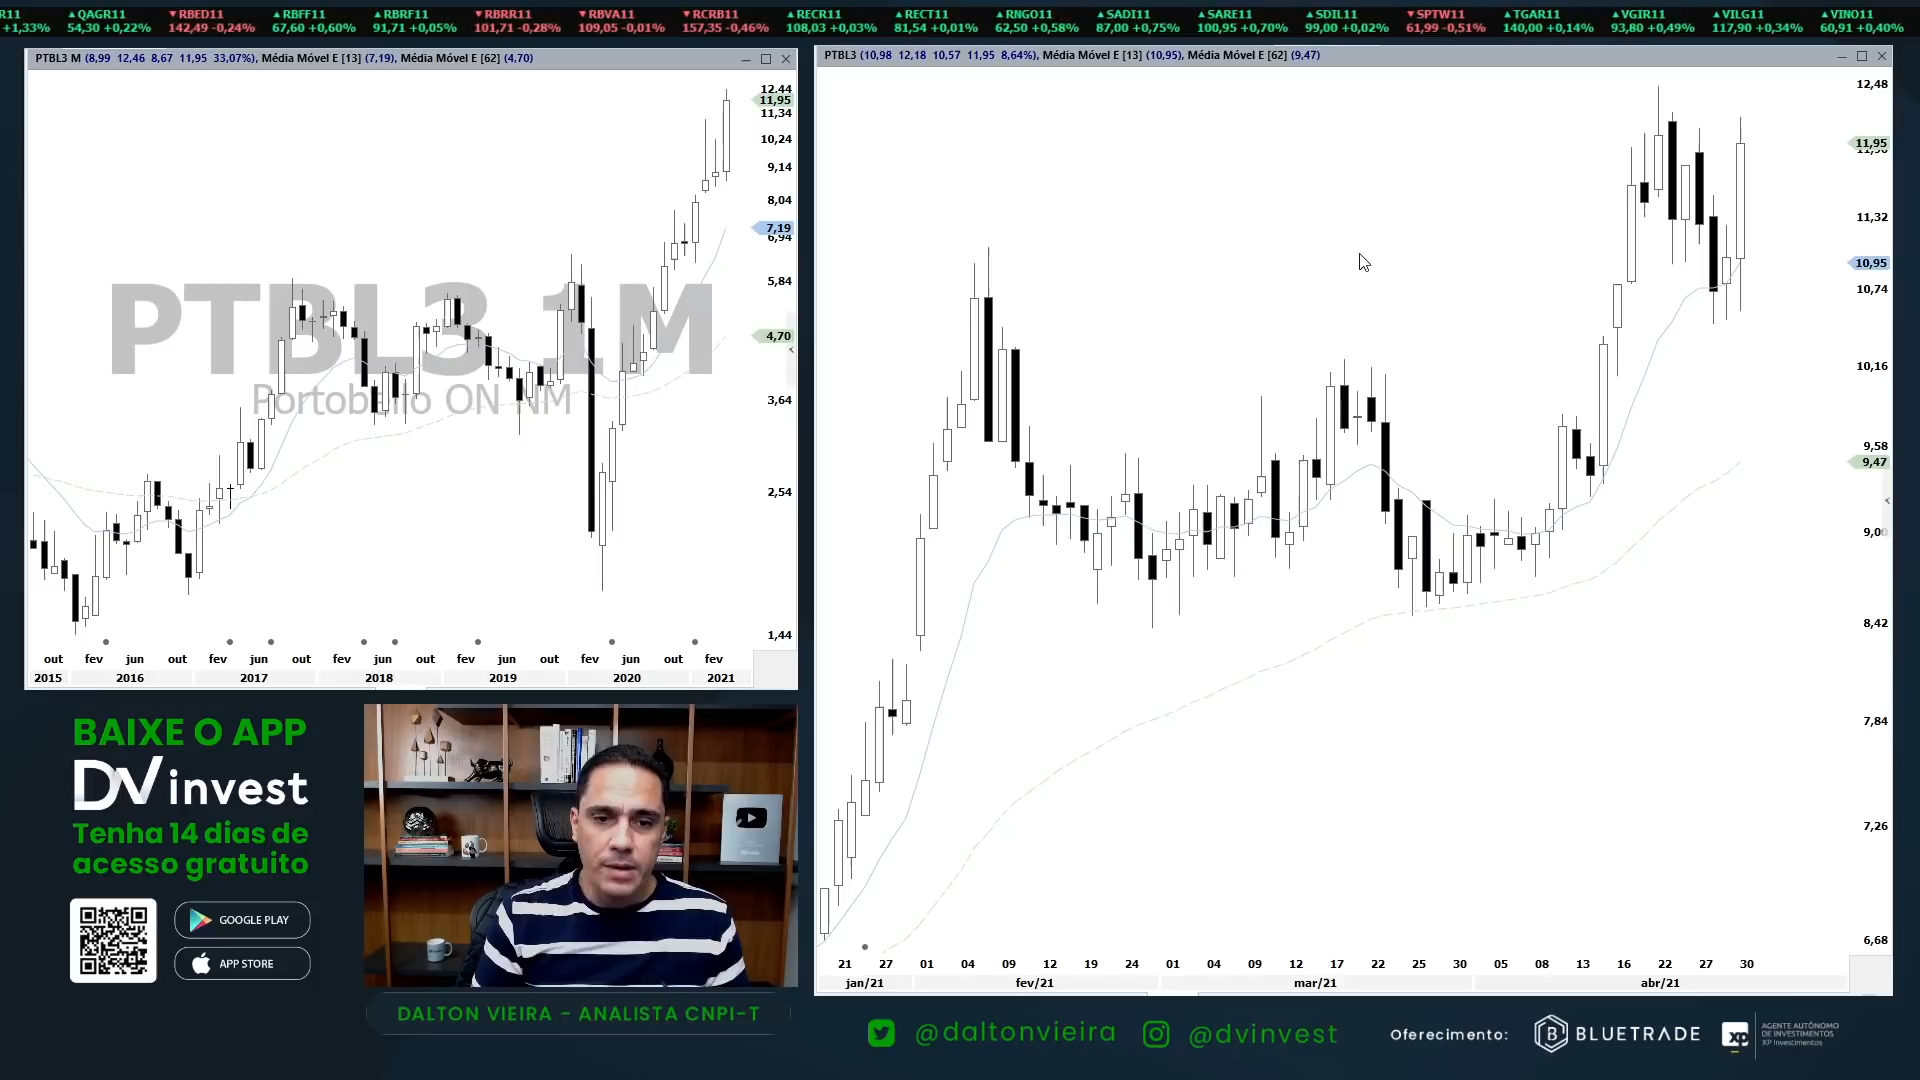 R11 ▲QAGR11 ▼RBED11 ▲RBFF11 ▲RBRF11 ▼RBRR11 ▼RBVA11 ▼RCRB11 ▲RECR11 ▲RECT11 ▲RNGO11 ▲SADI11 ▲SARE11 ▲SDIL11 ▼SPTW11 ▲TGAR11 ▲VGIR11 ▲VILG11 ▲VINO11
+1,33% 54,30 +0,22% 142,49 -0,24% 67,60 +0,60% 91,71 +0,05% 101,71 -0,28% 109,05 -0,01% 157,35 -0,46% 108,03 +0,03% 81,54 +0,01% 62,50 +0,58% 87,00 +0,75% 100,95 +0,70% 99,00 +0,02% 61,99 -0,51% 140,00 +0,14% 93,80 +0,49% 117,90 +0,34% 60,91 +0,40%
PTBL3 M (8,99 12,46 8,67 11,95 33,07%), Média Móvel E [13] (7,19), Média Móvel E [62] (4,70)
12,44
11,95
11,34
10,24
9,14
8,04
7,19
6,94
5,84
4,70
3,64
2,54
1,44
PTBL3 1M
Portobello ON NM
out fev jun out fev jun out fev jun out fev jun out fev jun out fev
2015 2016 2017 2018 2019 2020 2021
PTBL3 (10,98 12,18 10,57 11,95 8,64%), Média Móvel E [13] (10,95), Média Móvel E [62] (9,47)
12,48
11,95
11,32
10,95
10,74
10,16
9,58
9,47
9,00
8,42
7,84
7,26
6,68
21 27 01 04 09 12 19 24 01 04 09 12 17 22 25 30 05 08 13 16 22 27 30
jan/21 fev/21 mar/21 abr/21
BAIXE O APP
DV invest
Tenha 14 dias de
acesso gratuito
GOOGLE PLAY
APP STORE
DALTON VIEIRA - ANALISTA CNPI-T
@daltonvieira @dvinvest
Oferecimento: BLUETRADE
xp
AGENTE AUTÔNOMO
DE INVESTIMENTOS
XP Investimentos